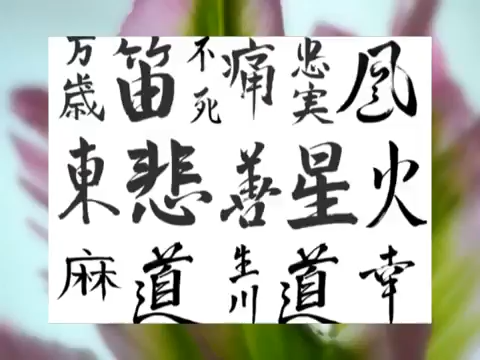 万歳 笛 不死 痛 忠実 風
東 悲 善 星 火
麻 道 生川 道 幸